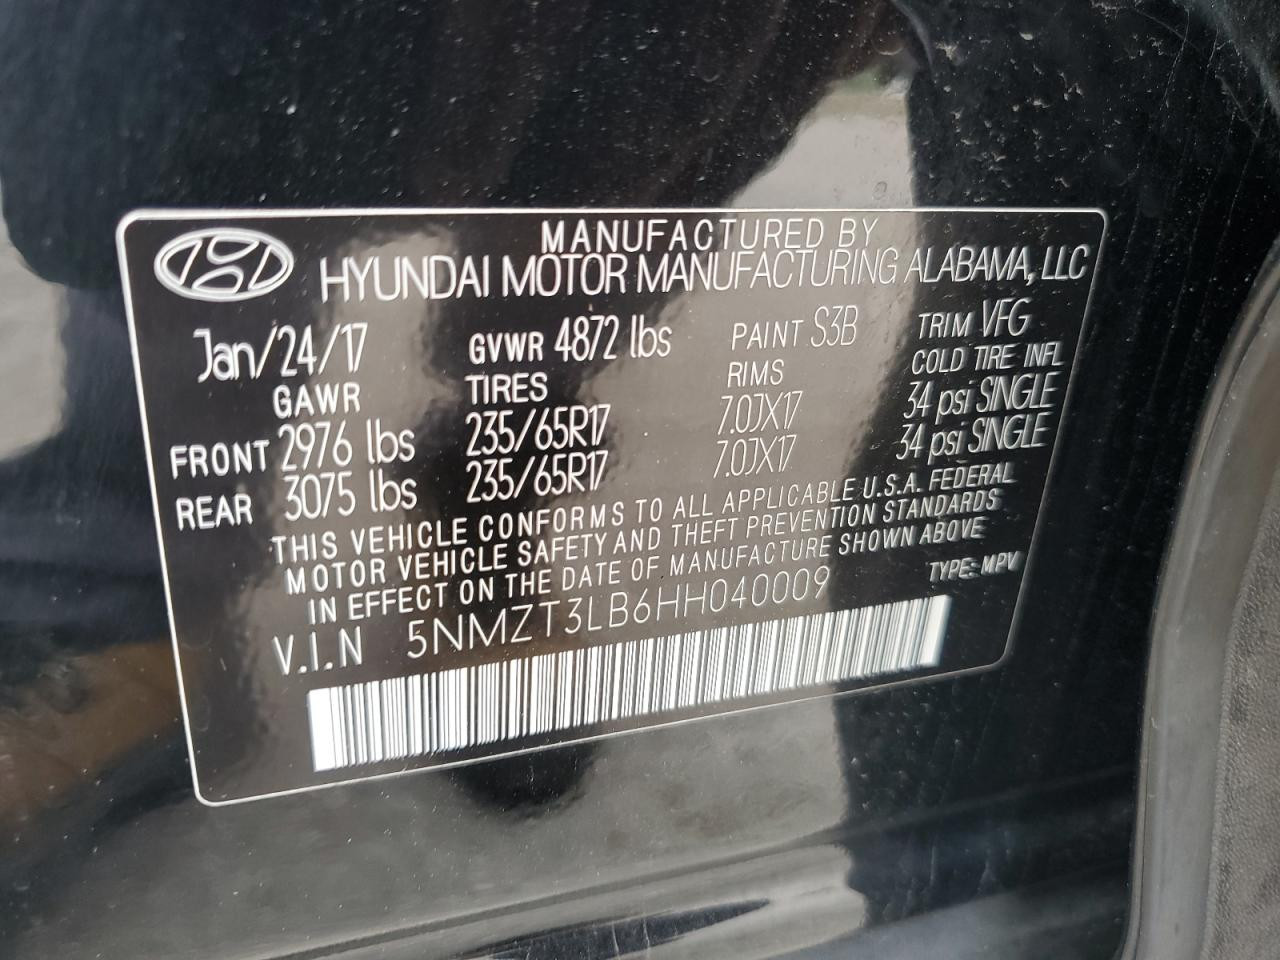 MANUFACTURED BY
HYUNDAI MOTOR MANUFACTURING ALABAMA, LLC
Jan/24/17 GVWR 4872 lbs PAINT S3B TRIM VFG
GAWR TIRES RIMS COLD TIRE INFL
FRONT 2976 lbs 235/65R17 7.0JX17 34 psi SINGLE
REAR 3075 lbs 235/65R17 7.0JX17 34 psi SINGLE
THIS VEHICLE CONFORMS TO ALL APPLICABLE U.S.A. FEDERAL
MOTOR VEHICLE SAFETY AND THEFT PREVENTION STANDARDS
IN EFFECT ON THE DATE OF MANUFACTURE SHOWN ABOVE
V.I.N 5NMZT3LB6HH040009 TYPE: MPV